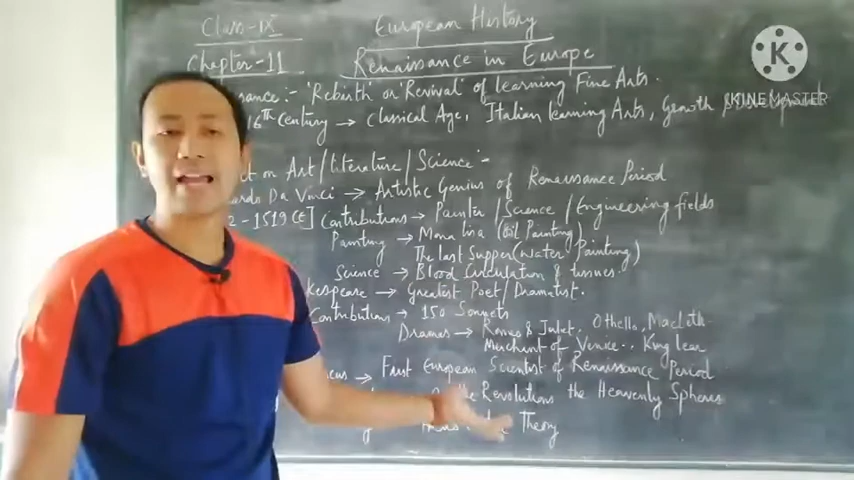 Class-IX European History
Chapter-11 Renaissance in Europe
:- 'Rebirth' or 'Revival' of learning Fine Arts.
16th Century → Classical Age, Italian learning Arts, Growth
on Art/literature/Science:-
Da Vinci → Artistic Genius of Renaissance Period
- 1519 CE] Contributions → Painter/Science/Engineering fields
Painting → Mona lisa (Oil Painting)
The last Supper (Water Painting)
Science → Blood Circulation & tissues.
→ Greatest Poet/Dramatist.
Contributions → 150 Sonnets
Dramas → Romeo & Juliet, Othello, Macbeth
Merchant of Venice.. King lear
→ First European Scientist of Renaissance Period
the Revolutions the Heavenly Spheres
Theory
K
KINEMASTER